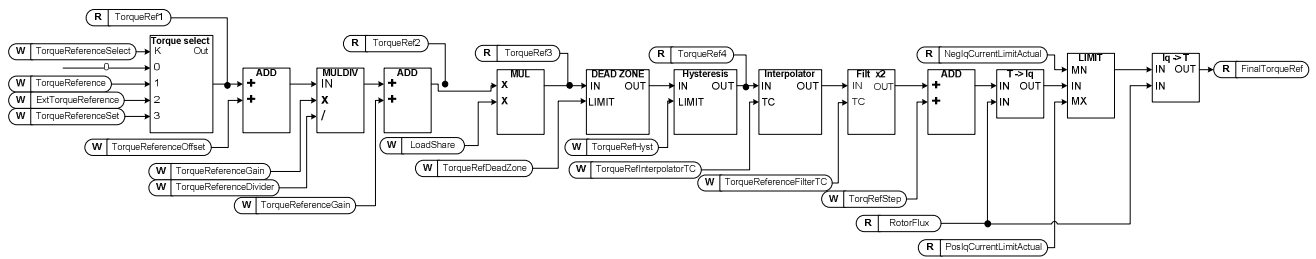 R TorqueRef1
Torque select
K Out
0
1
2
3
W TorqueReferenceSelect
0
W TorqueReference
W ExtTorqueReference
W TorqueReferenceSet
W TorqueReferenceOffset
ADD
+
+
W TorqueReferenceGain
W TorqueReferenceDivider
MULDIV
IN
X
/
W TorqueReferenceGain
ADD
+
+
R TorqueRef2
W LoadShare
MUL
X
X
R TorqueRef3
W TorqueRefDeadZone
DEAD ZONE
IN OUT
LIMIT
W TorqueRefHyst
Hysteresis
IN OUT
LIMIT
R TorqueRef4
W TorqueRefInterpolatorTC
Interpolator
IN OUT
TC
W TorqueReferenceFilterTC
Filt x2
IN OUT
TC
W TorqRefStep
ADD
+
+
R RotorFlux
T -> Iq
IN OUT
IN
R NegIqCurrentLimitActual
R PosIqCurrentLimitActual
LIMIT
MN
IN
MX
Iq -> T
IN OUT
IN
R FinalTorqueRef